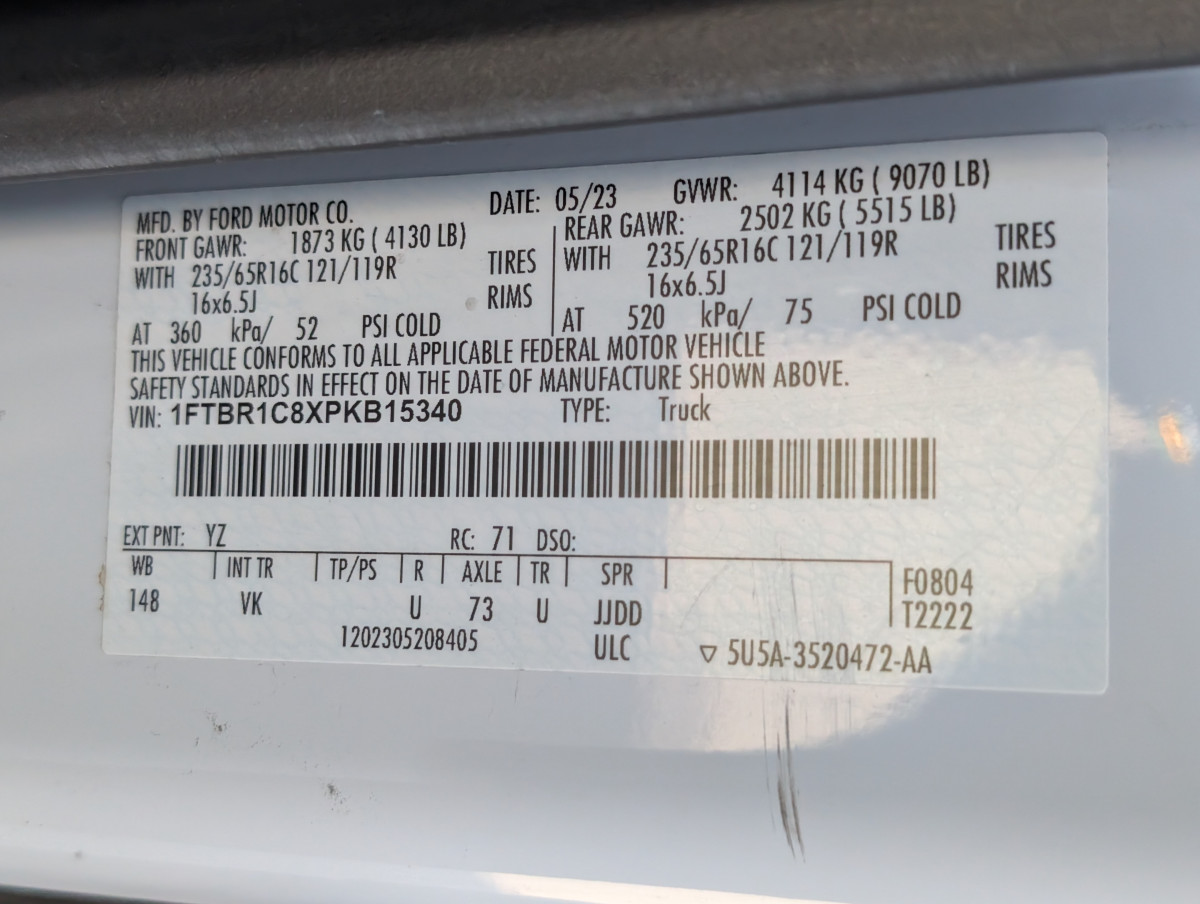 MFD. BY FORD MOTOR CO. DATE: 05/23 GVWR: 4114 KG ( 9070 LB)
FRONT GAWR: 1873 KG ( 4130 LB) REAR GAWR: 2502 KG ( 5515 LB)
WITH 235/65R16C 121/119R TIRES WITH 235/65R16C 121/119R TIRES
16x6.5J RIMS 16x6.5J RIMS
AT 360 kPa/ 52 PSI COLD AT 520 kPa/ 75 PSI COLD
THIS VEHICLE CONFORMS TO ALL APPLICABLE FEDERAL MOTOR VEHICLE
SAFETY STANDARDS IN EFFECT ON THE DATE OF MANUFACTURE SHOWN ABOVE.
VIN: 1FTBR1C8XPKB15340 TYPE: Truck
EXT PNT: YZ RC: 71 DSO:
WB INT TR TP/PS R AXLE TR SPR F0804
148 VK U 73 U JJDD T2222
1202305208405 ULC ▽ 5U5A-3520472-AA